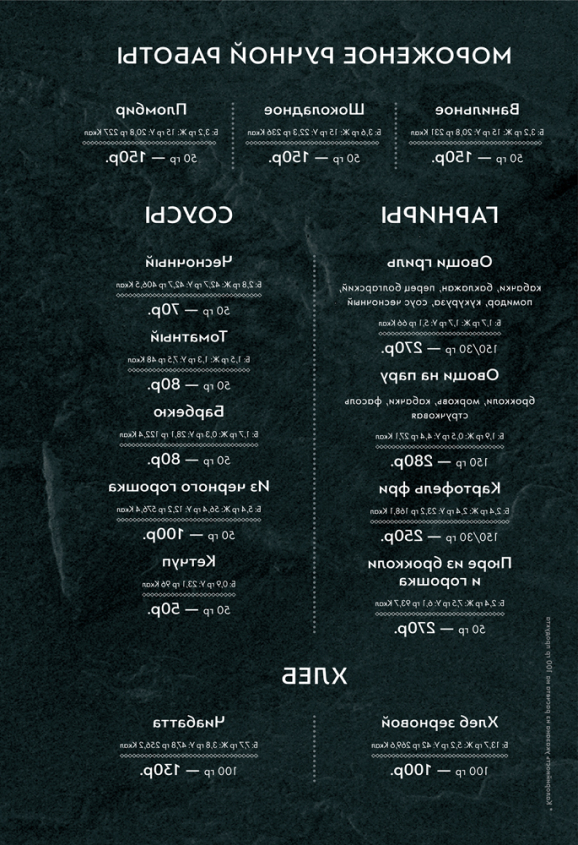 МОРОЖЕНОЕ РУЧНОЙ РАБОТЫ
Ванильное
Б: 3,2 гр Ж: 15 гр У: 20,8 гр 231 Ккал
50 гр — 150р.
Шоколадное
Б: 3,6 гр Ж: 15 гр У: 22,3 гр 236 Ккал
50 гр — 150р.
Пломбир
Б: 3,2 гр Ж: 15 гр У: 20,8 гр 227 Ккал
50 гр — 150р.
ГАРНИРЫ
Овощи гриль
кабачки, баклажан, перец болгарский,
помидор, кукуруза, соус чесночный
Б: 1,7 гр Ж: 1,7 гр У: 5,1 гр 66 Ккал
150/30 гр — 270р.
Овощи на пару
брокколи, морковь, кабачки, фасоль
стручковая
Б: 1,9 гр Ж: 0,5 гр У: 4,4 гр 27,1 Ккал
150 гр — 280р.
Картофель фри
Б: 2,4 гр Ж: 2,4 гр У: 23,2 гр 168,1 Ккал
150/30 гр — 250р.
Пюре из брокколи
и горошка
Б: 2,4 гр Ж: 7,5 гр У: 6,1 гр 93,7 Ккал
50 гр — 270р.
СОУСЫ
Чесночный
Б: 2,8 гр Ж: 42,7 гр У: 42,7 гр 406,5 Ккал
50 гр — 70р.
Томатный
Б: 1,5 гр Ж: 1,3 гр У: 7,5 гр 48 Ккал
50 гр — 80р.
Барбекю
Б: 1,7 гр Ж: 0,3 гр У: 28,1 гр 122,4 Ккал
50 гр — 80р.
Из черного горошка
Б: 5,4 гр Ж: 56,4 гр У: 12,2 гр 576,4 Ккал
50 гр — 100р.
Кетчуп
Б: 0,9 гр У: 23,1 гр 96 Ккал
50 гр — 50р.
ХЛЕБ
Хлеб зерновой
Б: 13,7 гр Ж: 5,2 гр У: 42 гр 269,6 Ккал
100 гр — 100р.
Чиабатта
Б: 7,7 гр Ж: 3,8 гр У: 47,8 гр 256,2 Ккал
100 гр — 130р.
* Калорийность указана из расчета на 100 гр продукта